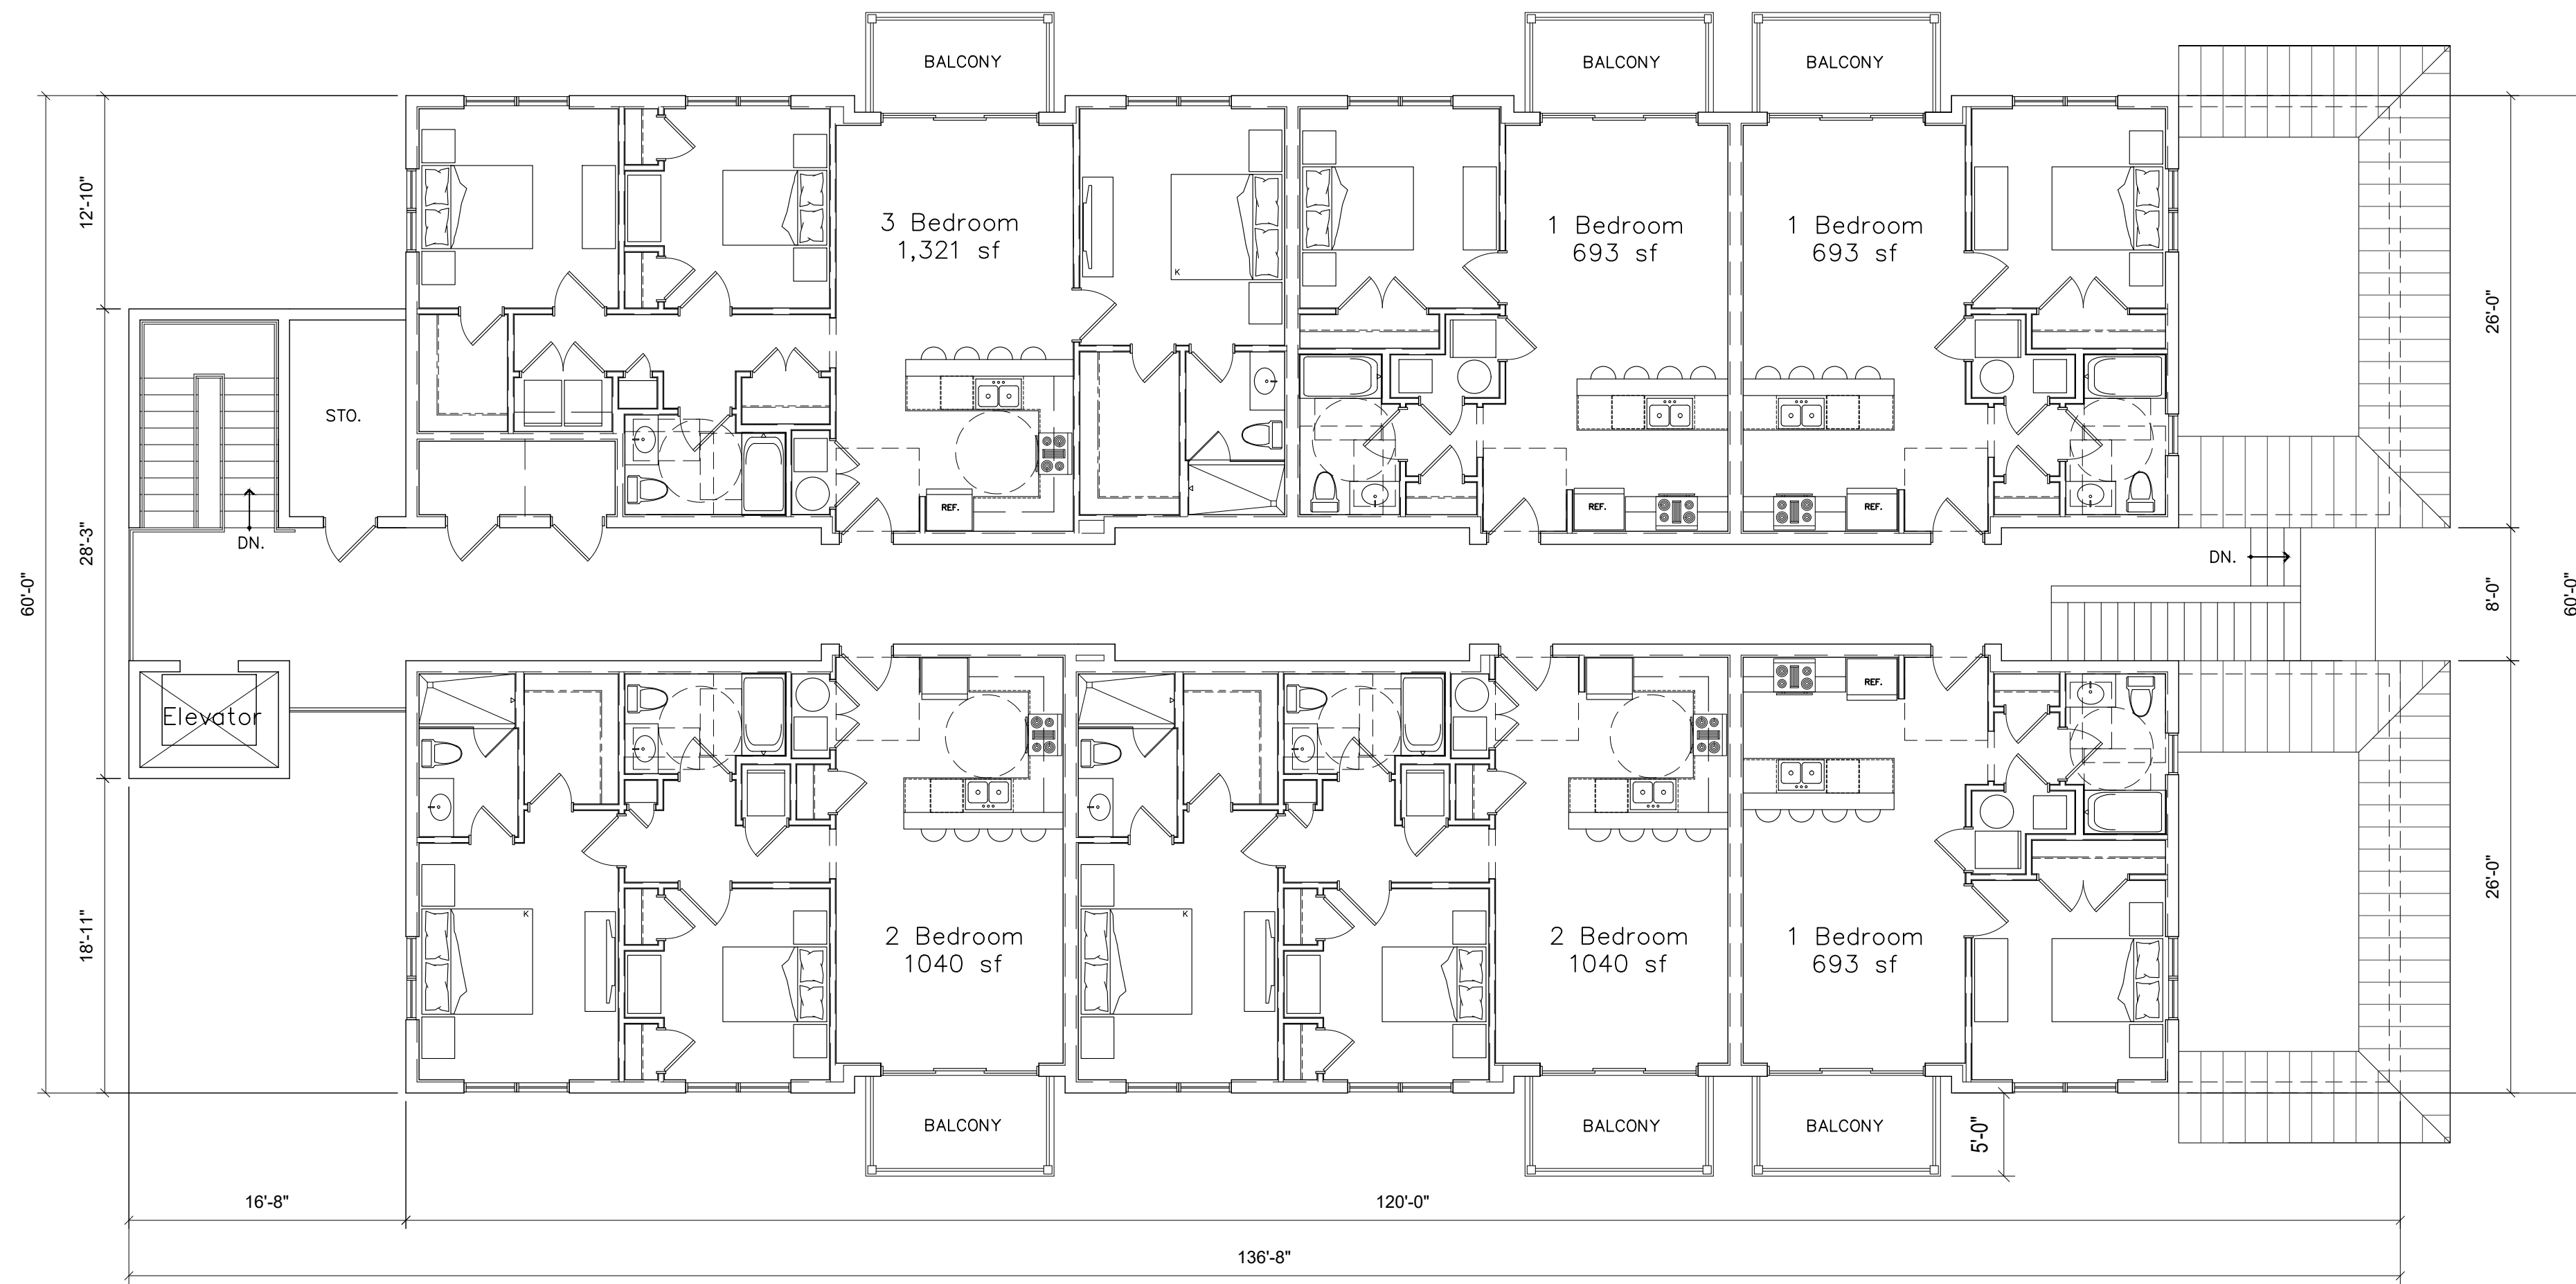 BALCONY
BALCONY
BALCONY
12'-10"
3 Bedroom
1,321 sf
K
1 Bedroom
693 sf
1 Bedroom
693 sf
26'-0"
STO.
REF.
REF.
REF.
DN.
28'-3"
60'-0"
DN.
8'-0"
60'-0"
Elevator
REF.
18'-11"
K
2 Bedroom
1040 sf
K
2 Bedroom
1040 sf
1 Bedroom
693 sf
26'-0"
BALCONY
BALCONY
BALCONY
5'-0"
16'-8"
120'-0"
136'-8"